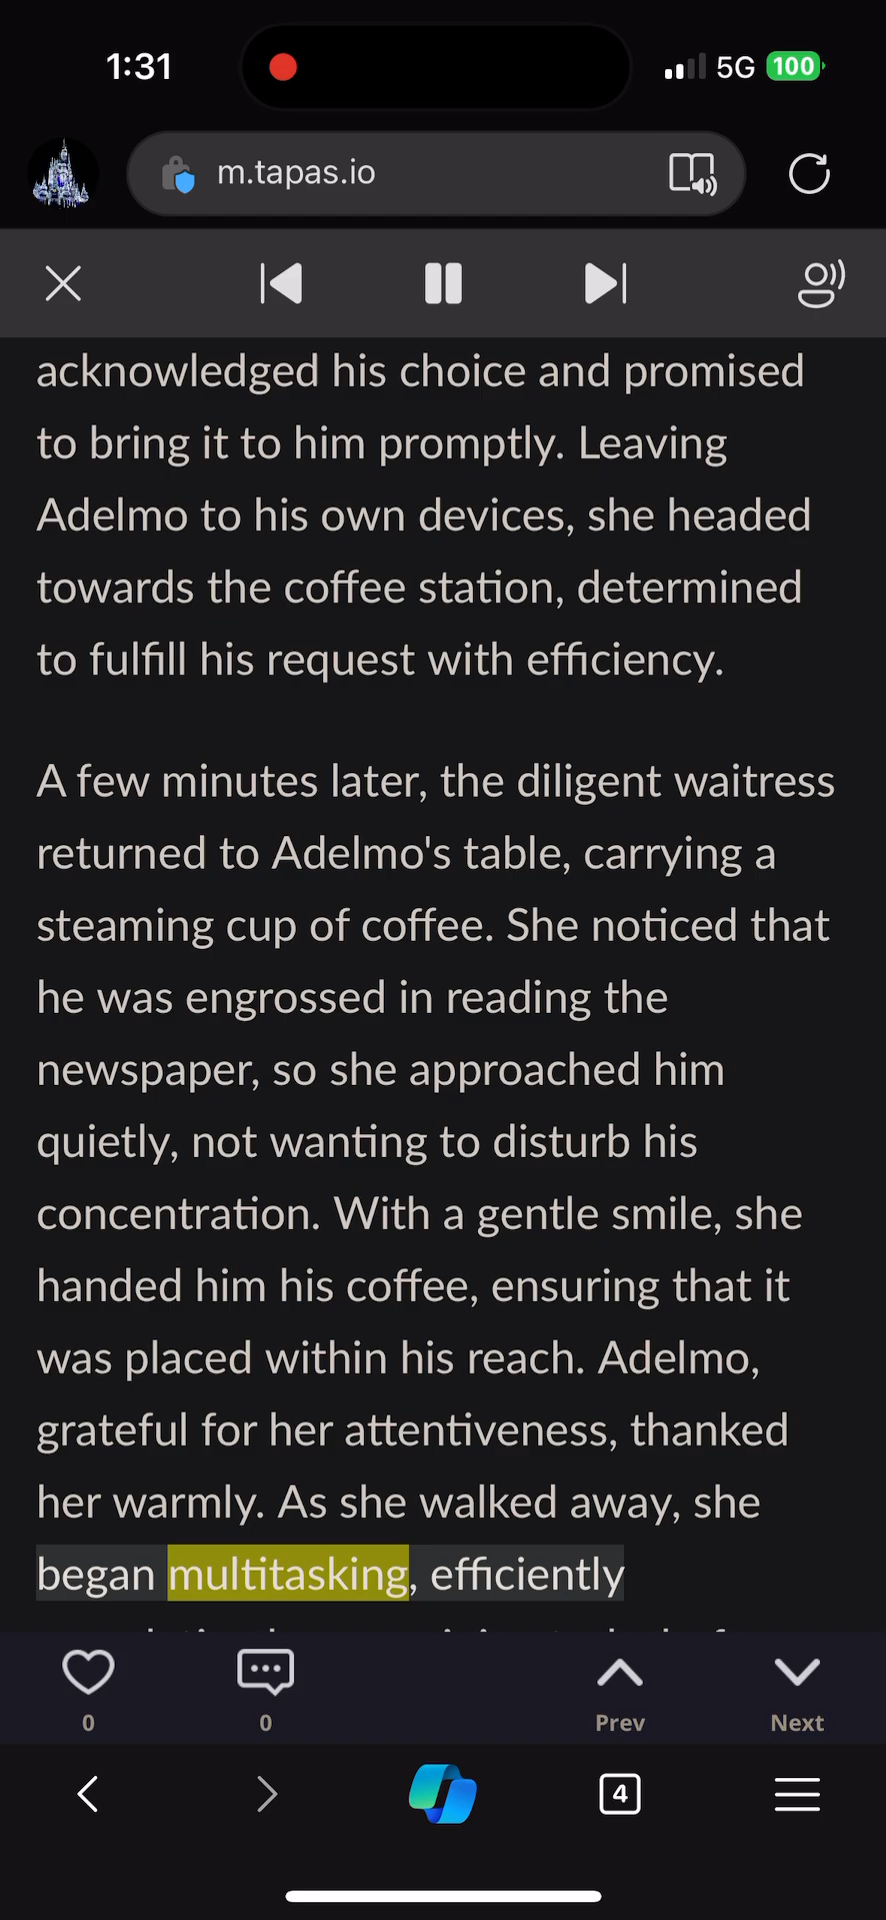 1:31
5G
100
m.tapas.io
acknowledged his choice and promised
to bring it to him promptly. Leaving
Adelmo to his own devices, she headed
towards the coffee station, determined
to fulfill his request with efficiency.
A few minutes later, the diligent waitress
returned to Adelmo's table, carrying a
steaming cup of coffee. She noticed that
he was engrossed in reading the
newspaper, so she approached him
quietly, not wanting to disturb his
concentration. With a gentle smile, she
handed him his coffee, ensuring that it
was placed within his reach. Adelmo,
grateful for her attentiveness, thanked
her warmly. As she walked away, she
began multitasking, efficiently
0
0
Prev
Next
4